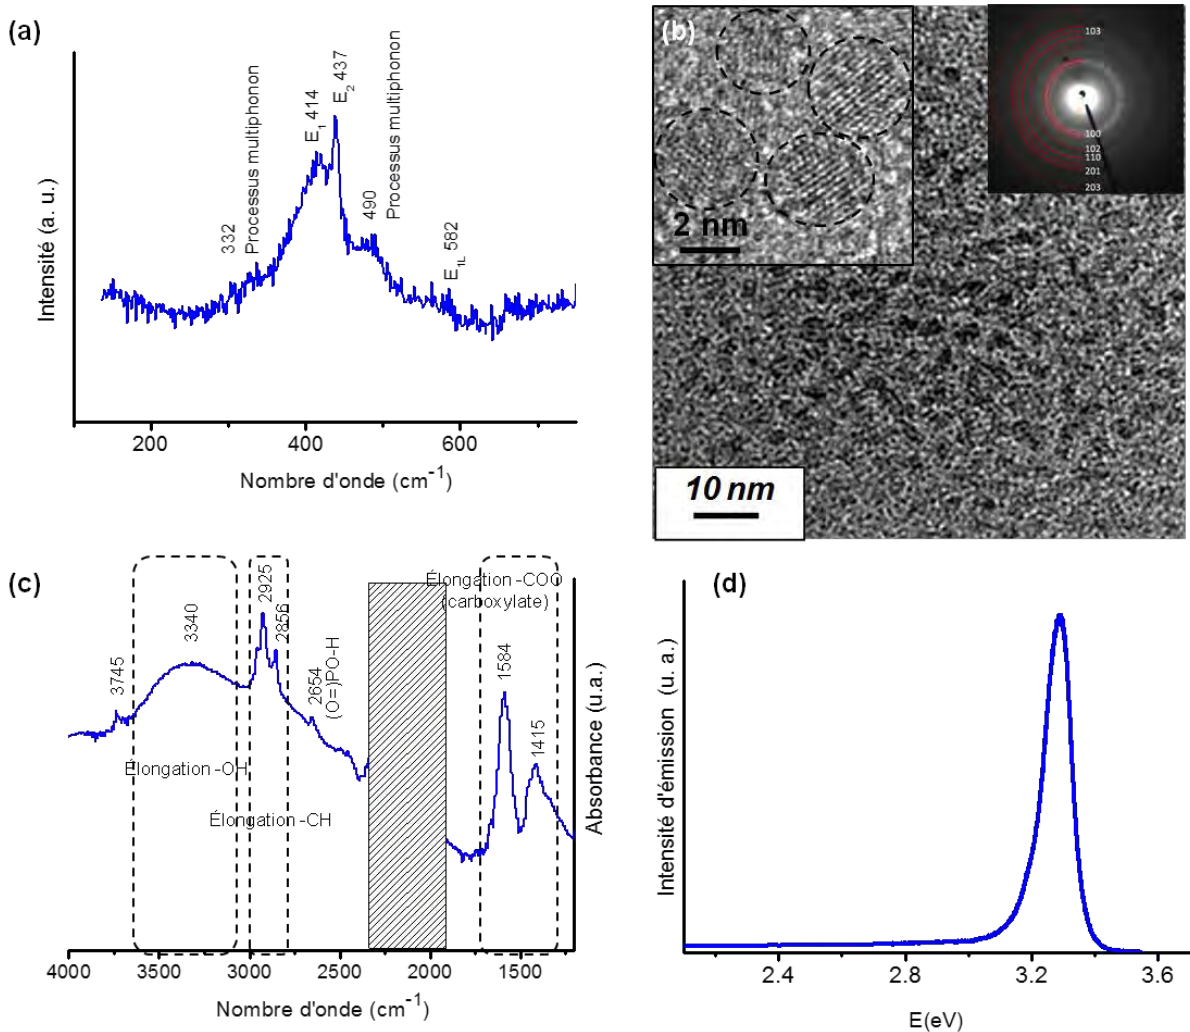 (a)
Intensité (a. u.)
332
Processus multiphonon
E₁ 414
E₂ 437
490
Processus multiphonon
E₁L 582
200
400
600
Nombre d'onde (cm⁻¹)
(b)
2 nm
103
100
102
110
201
203
10 nm
(c)
3745
3340
2925
2856
2654
(O=)PO-H
Élongation -COO
(carboxylate)
1584
1415
Élongation -OH
Élongation -CH
Absorbance (u.a.)
4000
3500
3000
2500
2000
1500
Nombre d'onde (cm⁻¹)
(d)
Intensité d'émission (u. a.)
2.4
2.8
3.2
3.6
E(eV)